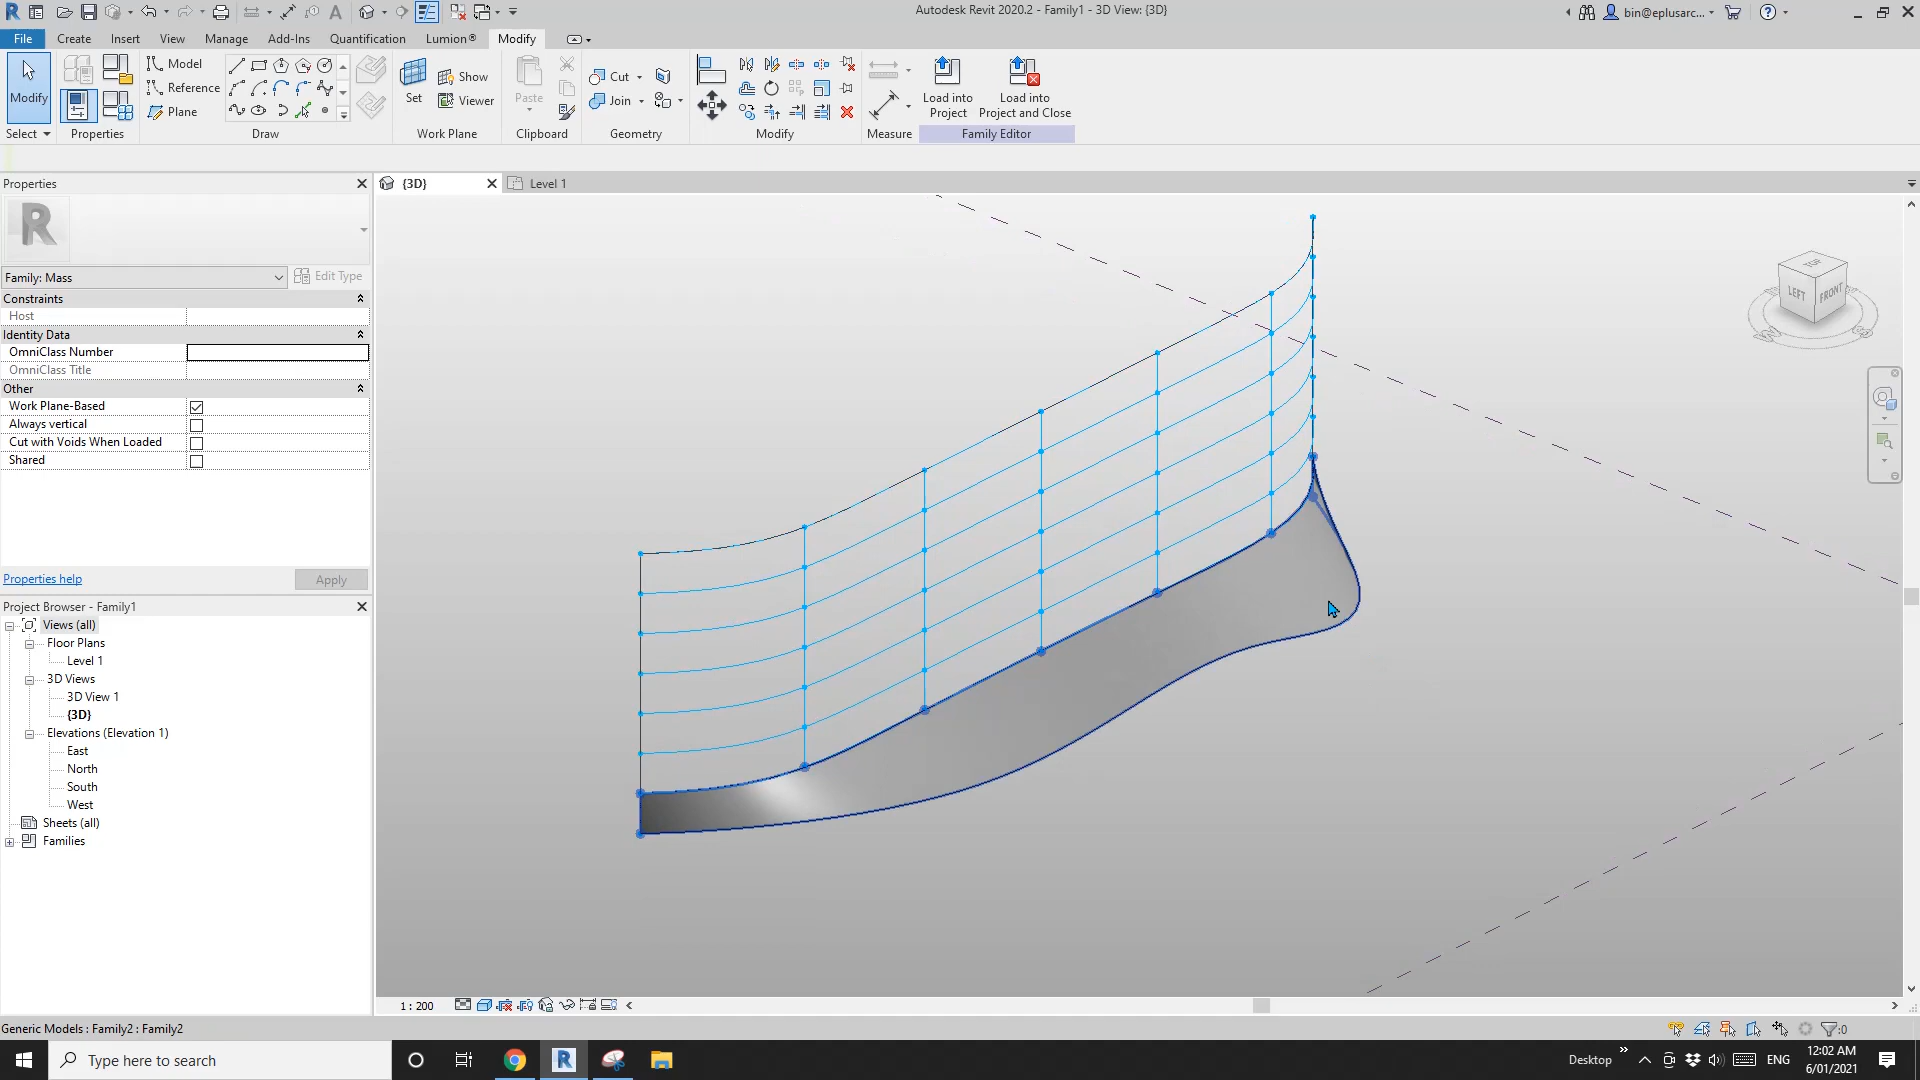 Autodesk Revit 2020.2 - Family1 - 3D View: {3D}
bin@eplusarc...
File Create Insert View Manage Add-Ins Quantification Lumion® Modify
Modify
Select
Properties
Model
Reference
Plane
Draw
Set
Show
Viewer
Work Plane
Paste
Clipboard
Cut
Join
Geometry
Modify
Measure
Load into
Project
Load into
Project and Close
Family Editor
Properties
{3D}
Level 1
Family: Mass
Edit Type
Constraints
Host
Identity Data
OmniClass Number
OmniClass Title
Other
Work Plane-Based
Always vertical
Cut with Voids When Loaded
Shared
Properties help
Apply
Project Browser - Family1
Views (all)
Floor Plans
Level 1
3D Views
3D View 1
{3D}
Elevations (Elevation 1)
East
North
South
West
Sheets (all)
Families
TOP
LEFT
FRONT
1 : 200
Generic Models : Family2 : Family2
:0
Type here to search
Desktop
ENG
12:02 AM
6/01/2021